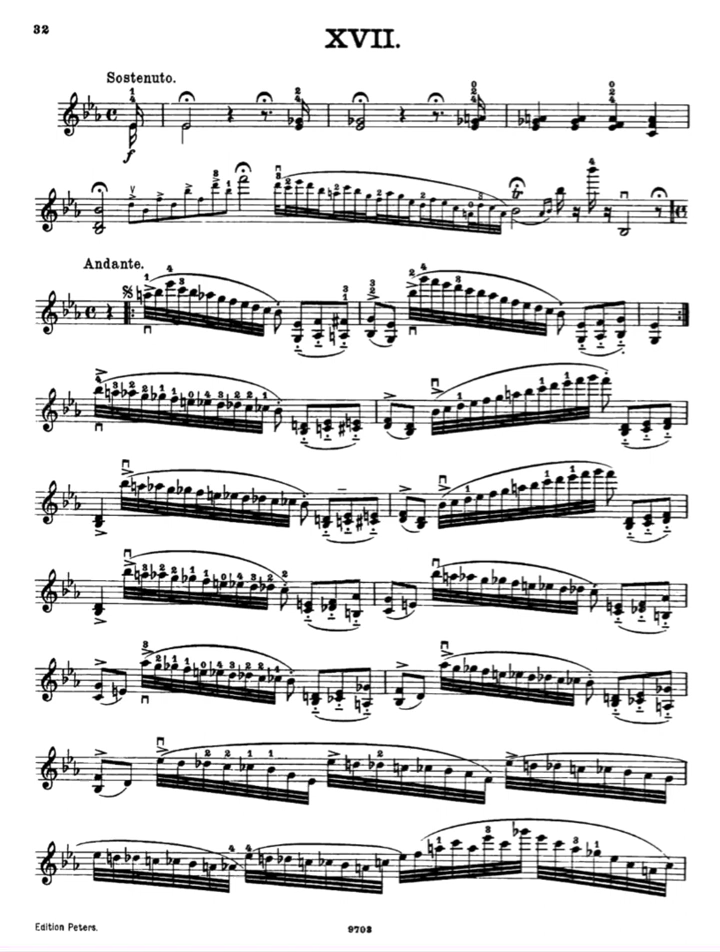 32
XVII.
Sostenuto.
f
Andante.
Edition Peters.
9703